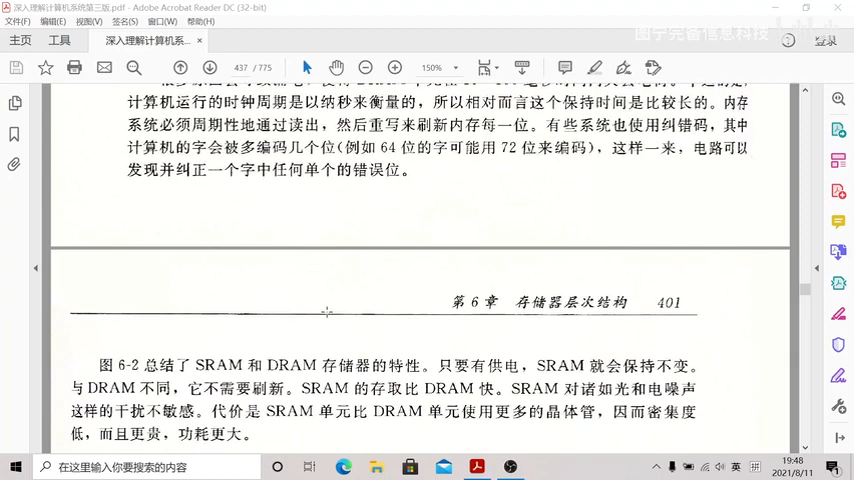 深入理解计算机系统第三版.pdf - Adobe Acrobat Reader DC (32-bit)
文件(F) 编辑(E) 视图(V) 签名(S) 窗口(W) 帮助(H)
图宁完备信息科技
主页 工具 深入理解计算机系... × 登录
437 / 775 150%
计算机运行的时钟周期是以纳秒来衡量的，所以相对而言这个保持时间是比较长的。内存
系统必须周期性地通过读出，然后重写来刷新内存每一位。有些系统也使用纠错码，其中
计算机的字会被多编码几个位(例如 64 位的字可能用 72 位来编码)，这样一来，电路可以
发现并纠正一个字中任何单个的错误位。
第 6 章 存储器层次结构 401
图 6-2 总结了 SRAM 和 DRAM 存储器的特性。只要有供电，SRAM 就会保持不变。
与 DRAM 不同，它不需要刷新。SRAM 的存取比 DRAM 快。SRAM 对诸如光和电噪声
这样的干扰不敏感。代价是 SRAM 单元比 DRAM 单元使用更多的晶体管，因而密集度
低，而且更贵，功耗更大。
在这里输入你要搜索的内容
英 拼 19:48
2021/8/11